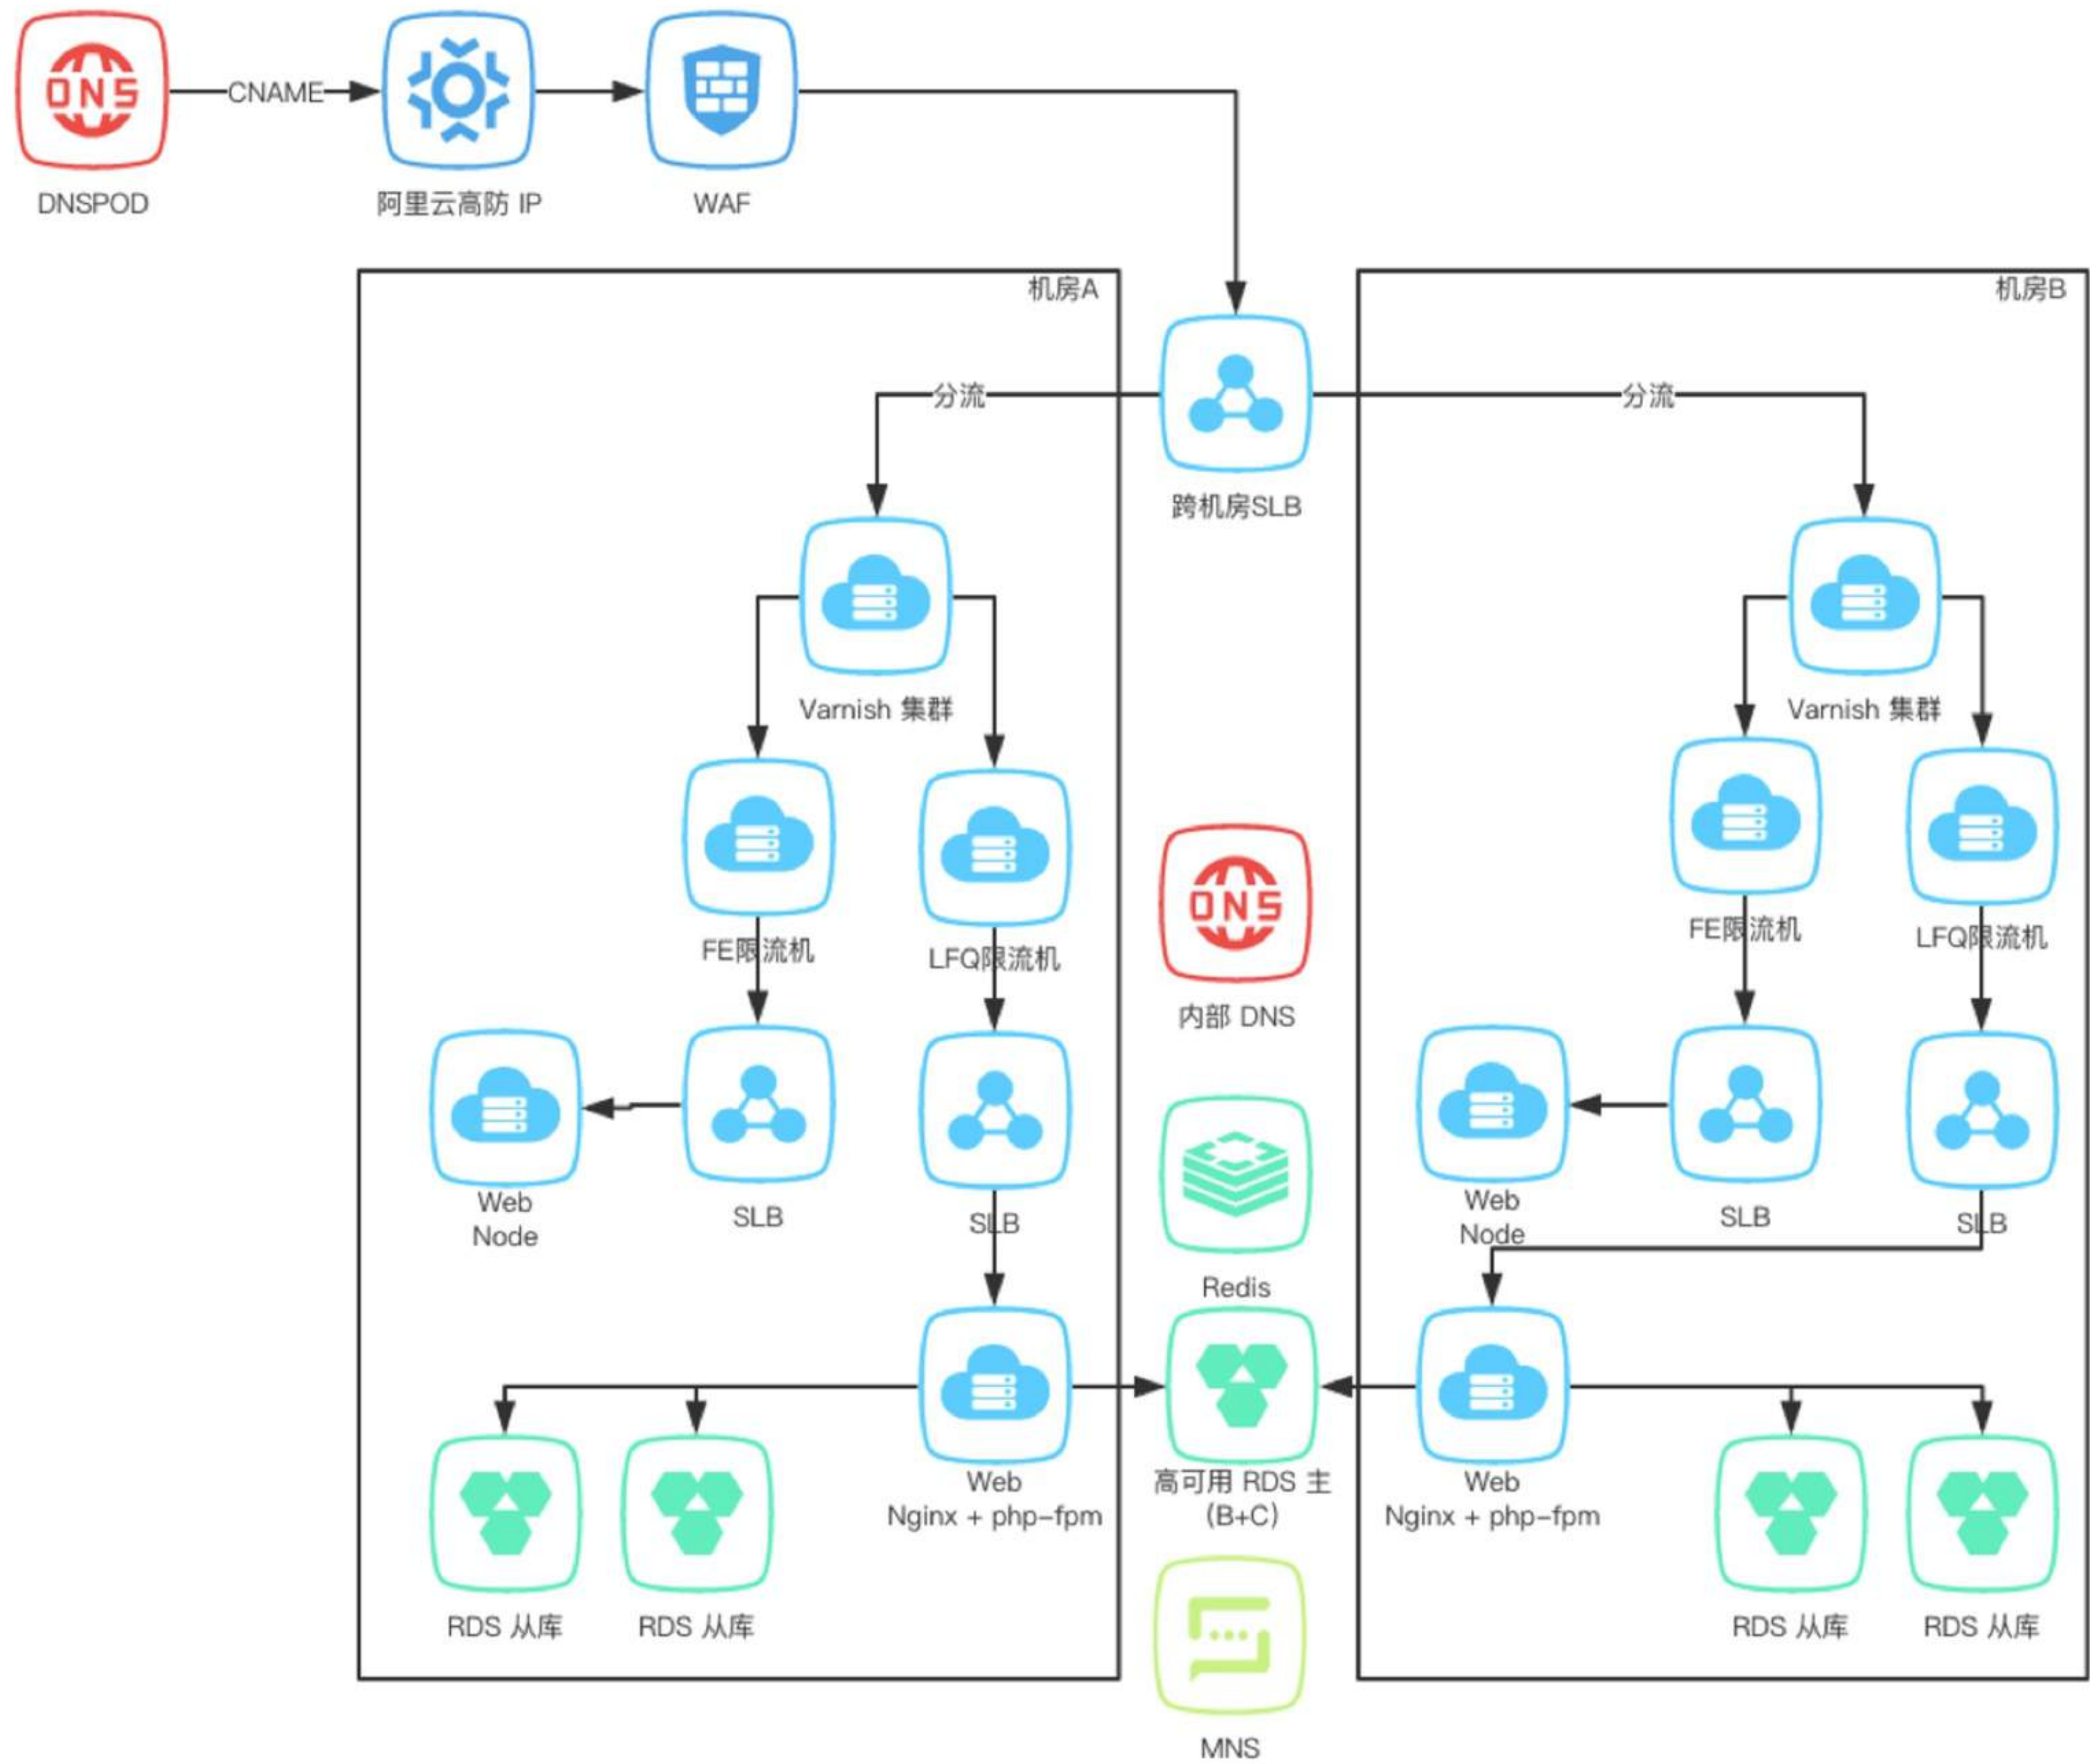 DNS
CNAME
DNSPOD
阿里云高防 IP
WAF
机房A
机房B
分流
分流
跨机房SLB
Varnish 集群
Varnish 集群
FE限流机
LFQ限流机
DNS
内部 DNS
FE限流机
LFQ限流机
Web
Node
SLB
SLB
Redis
Web
Node
SLB
SLB
Web
Nginx + php-fpm
高可用 RDS 主
(B+C)
Web
Nginx + php-fpm
RDS 从库
RDS 从库
RDS 从库
RDS 从库
MNS